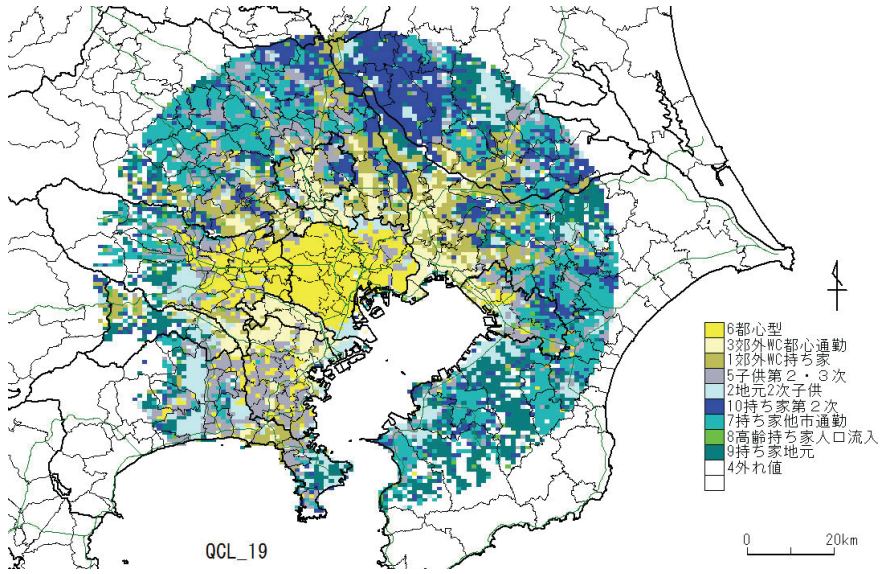 6都心型
3郊外WC都心通勤
1郊外WC持ち家
5子供第2・3次
2地元2次子供
10持ち家第2次
7持ち家他市通勤
8高齢持ち家人口流入
9持ち家地元
4外れ値
0 20km
QCL_19